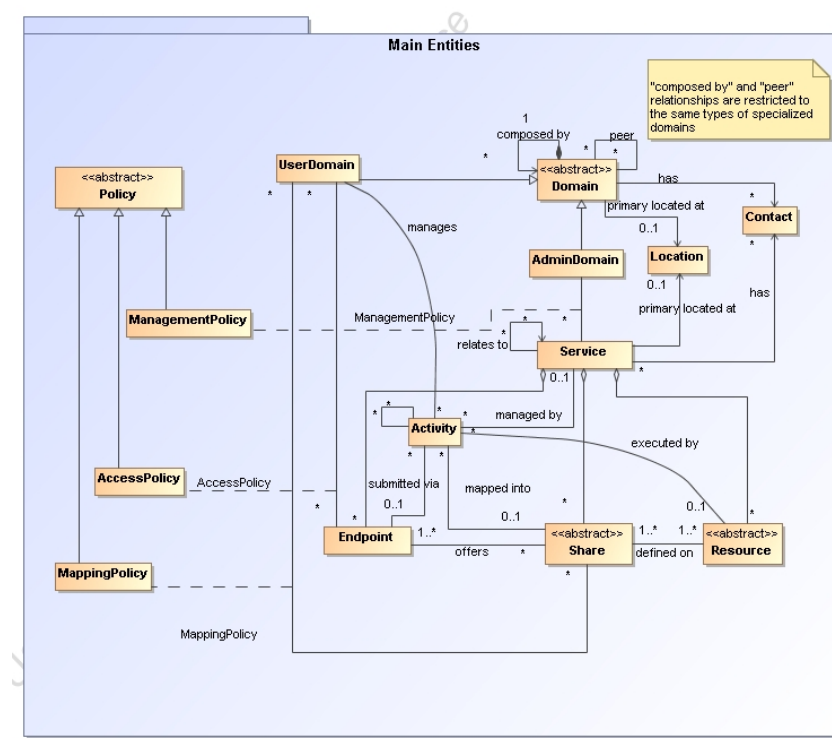 Main Entities
"composed by" and "peer"
relationships are restricted to
the same types of specialized
domains
1
composed by
*
*
peer
*
UserDomain
<<abstract>>
Domain
<<abstract>>
Policy
has
*
*
*
primary located at
*
Contact
manages
0..1
*
AdminDomain
Location
0..1
has
ManagementPolicy
ManagementPolicy
*
primary located at
*
*
relates to
Service
0..1
*
*
*
*
managed by
Activity
*
*
*
*
executed by
AccessPolicy
AccessPolicy
submitted via
mapped into
0..1
*
*
0..1
0..1
*
*
Endpoint
1..*
<<abstract>>
Share
1..*
1..*
<<abstract>>
Resource
offers
*
defined on
MappingPolicy
*
MappingPolicy